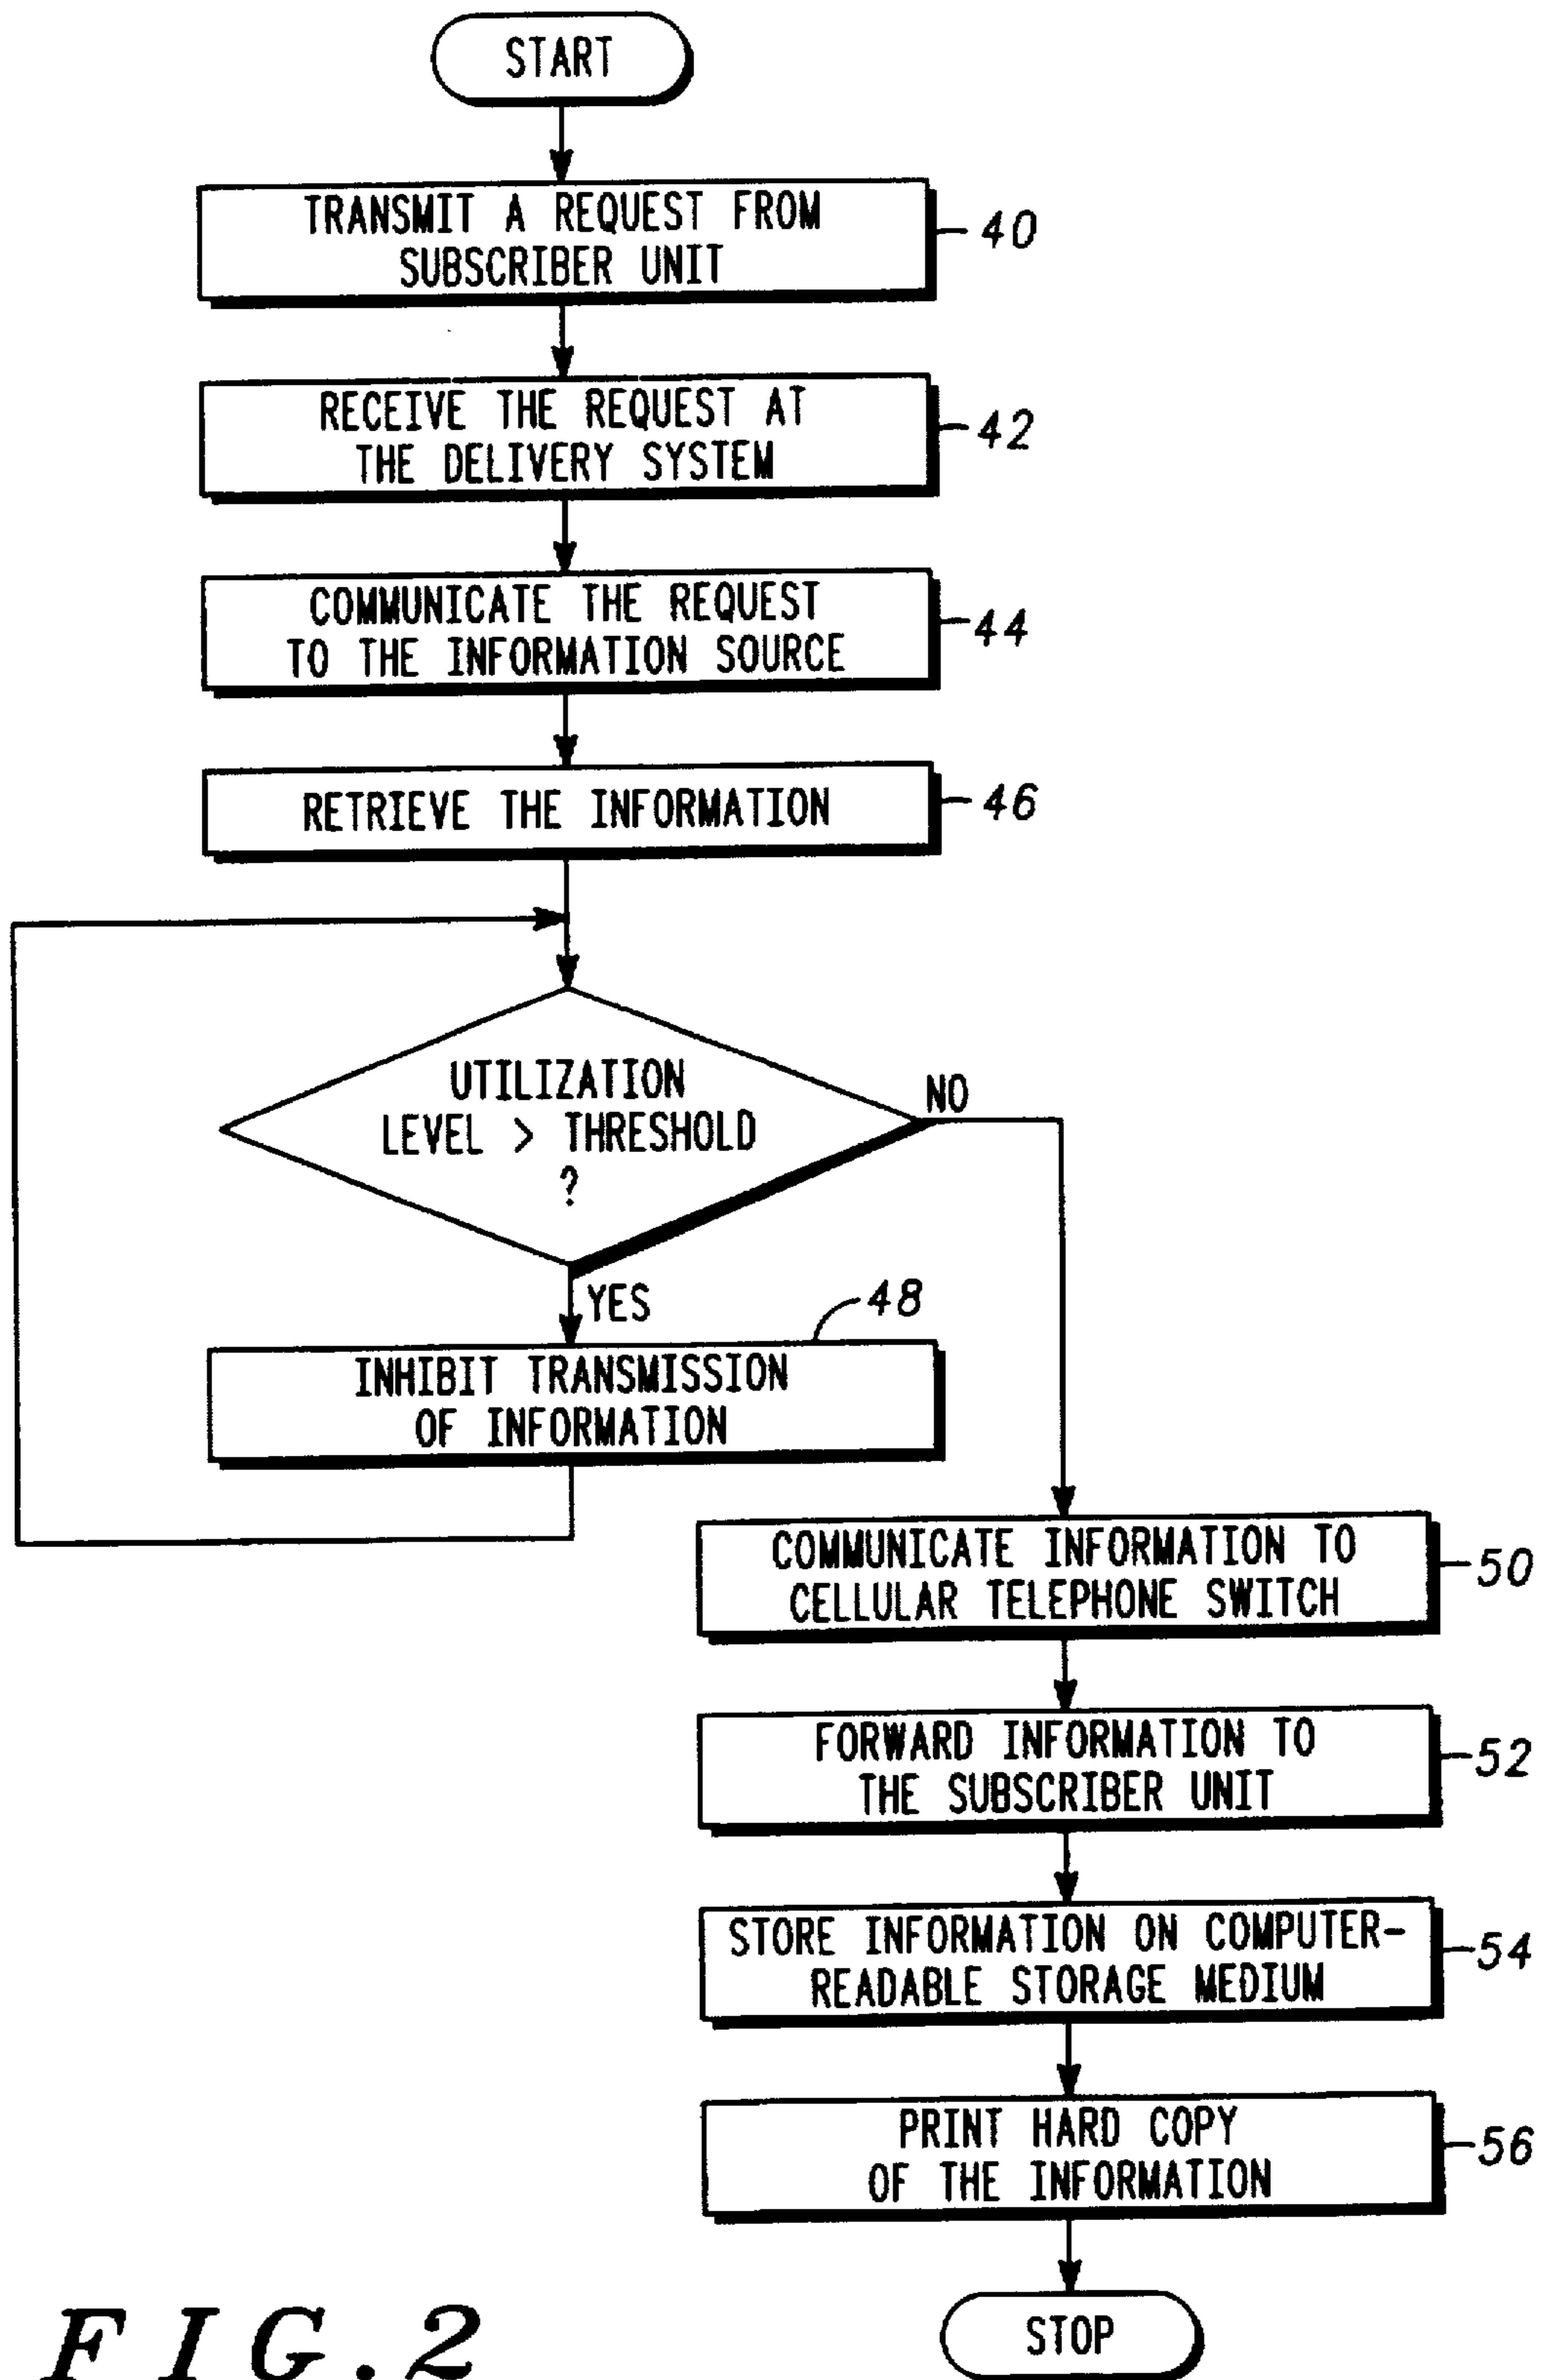 START
TRANSMIT A REQUEST FROM
SUBSCRIBER UNIT
40
RECEIVE THE REQUEST AT
THE DELIVERY SYSTEM
42
COMMUNICATE THE REQUEST
TO THE INFORMATION SOURCE
44
RETRIEVE THE INFORMATION
46
UTILIZATION
LEVEL > THRESHOLD
?
NO
YES
48
INHIBIT TRANSMISSION
OF INFORMATION
COMMUNICATE INFORMATION TO
CELLULAR TELEPHONE SWITCH
50
FORWARD INFORMATION TO
THE SUBSCRIBER UNIT
52
STORE INFORMATION ON COMPUTER-
READABLE STORAGE MEDIUM
54
PRINT HARD COPY
OF THE INFORMATION
56
STOP
FIG.2